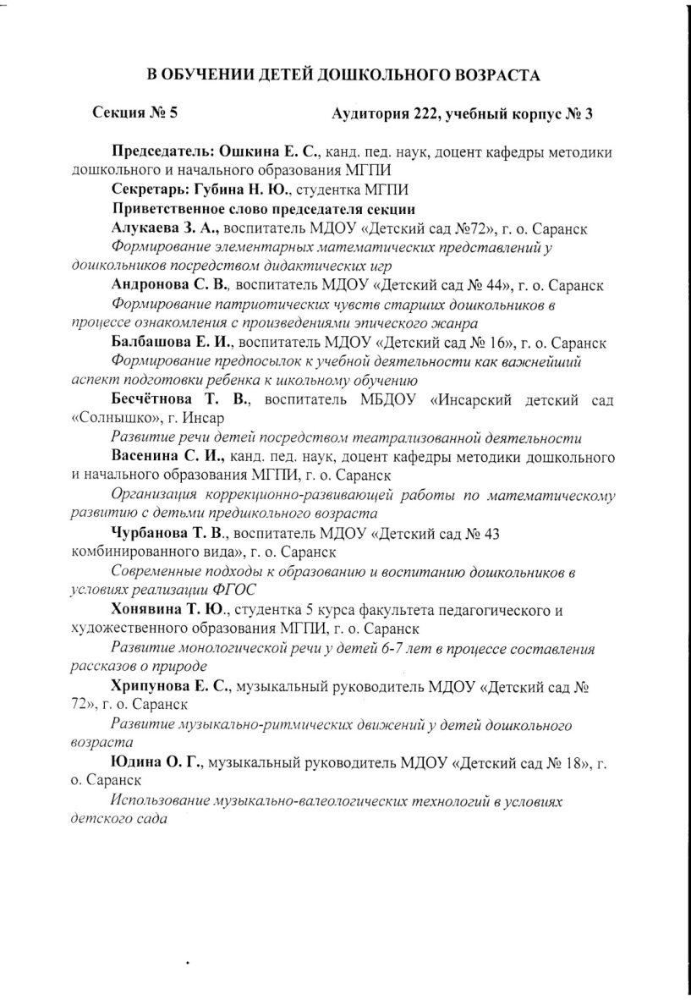 В ОБУЧЕНИИ ДЕТЕЙ ДОШКОЛЬНОГО ВОЗРАСТА
Секция № 5 Аудитория 222, учебный корпус № 3
Председатель: Ошкина Е. С., канд. пед. наук, доцент кафедры методики
дошкольного и начального образования МГПИ
Секретарь: Губина Н. Ю., студентка МГПИ
Приветственное слово председателя секции
Алукаева З. А., воспитатель МДОУ «Детский сад №72», г. о. Саранск
Формирование элементарных математических представлений у
дошкольников посредством дидактических игр
Андронова С. В., воспитатель МДОУ «Детский сад № 44», г. о. Саранск
Формирование патриотических чувств старших дошкольников в
процессе ознакомления с произведениями эпического жанра
Балбашова Е. И., воспитатель МДОУ «Детский сад № 16», г. о. Саранск
Формирование предпосылок к учебной деятельности как важнейший
аспект подготовки ребенка к школьному обучению
Бесчётнова Т. В., воспитатель МБДОУ «Инсарский детский сад
«Солнышко», г. Инсар
Развитие речи детей посредством театрализованной деятельности
Васенина С. И., канд. пед. наук, доцент кафедры методики дошкольного
и начального образования МГПИ, г. о. Саранск
Организация коррекционно-развивающей работы по математическому
развитию с детьми предшкольного возраста
Чурбанова Т. В., воспитатель МДОУ «Детский сад № 43
комбинированного вида», г. о. Саранск
Современные подходы к образованию и воспитанию дошкольников в
условиях реализации ФГОС
Хонявина Т. Ю., студентка 5 курса факультета педагогического и
художественного образования МГПИ, г. о. Саранск
Развитие монологической речи у детей 6-7 лет в процессе составления
рассказов о природе
Хрипунова Е. С., музыкальный руководитель МДОУ «Детский сад №
72», г. о. Саранск
Развитие музыкально-ритмических движений у детей дошкольного
возраста
Юдина О. Г., музыкальный руководитель МДОУ «Детский сад № 18», г.
о. Саранск
Использование музыкально-валеологических технологий в условиях
детского сада